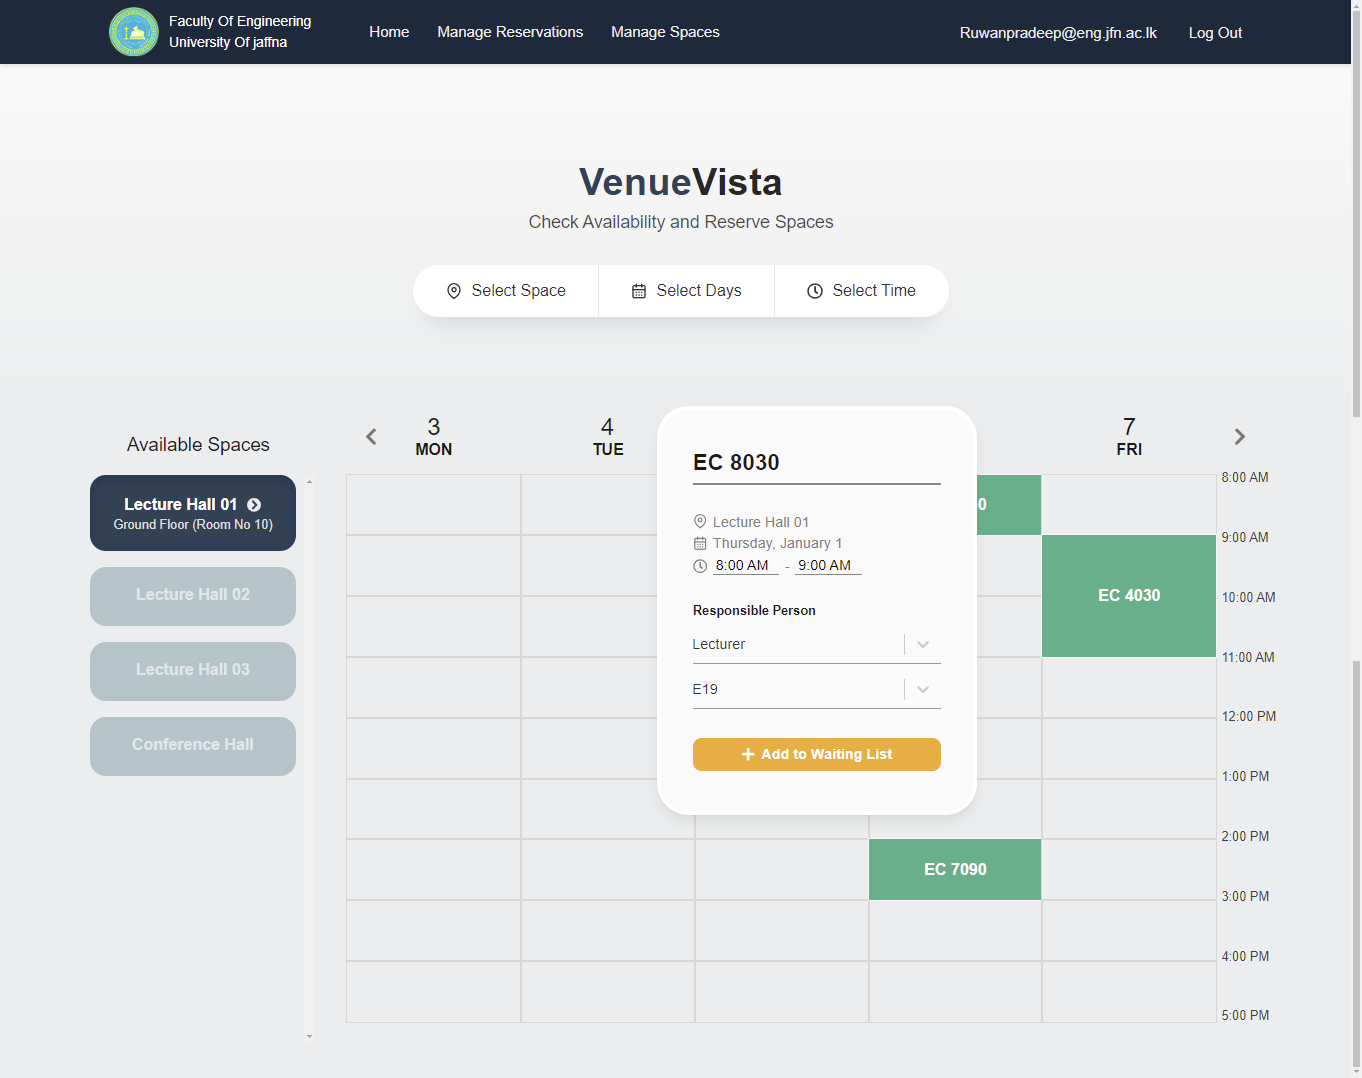 Faculty Of Engineering
University Of jaffna
Home
Manage Reservations
Manage Spaces
Ruwanpradeep@eng.jfn.ac.lk
Log Out
VenueVista
Check Availability and Reserve Spaces
Select Space
Select Days
Select Time
Available Spaces
Lecture Hall 01
Ground Floor (Room No 10)
Lecture Hall 02
Lecture Hall 03
Conference Hall
3
MON
4
TUE
7
FRI
EC 8030
Lecture Hall 01
Thursday, January 1
8:00 AM - 9:00 AM
Responsible Person
Lecturer
E19
Add to Waiting List
0
EC 4030
EC 7090
8:00 AM
9:00 AM
10:00 AM
11:00 AM
12:00 PM
1:00 PM
2:00 PM
3:00 PM
4:00 PM
5:00 PM